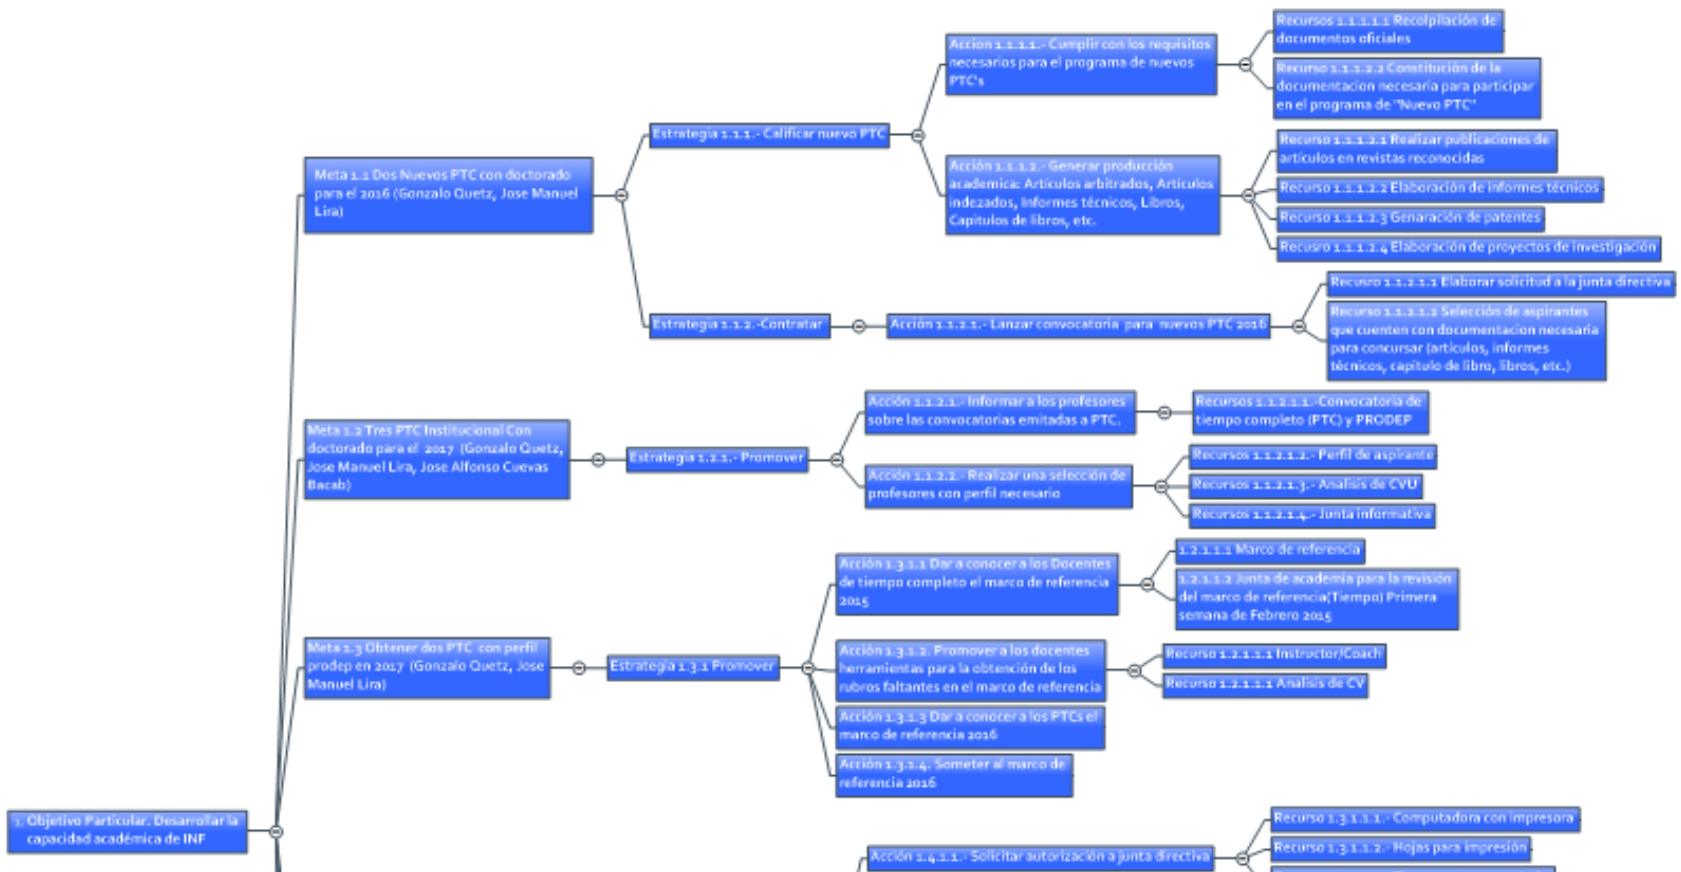 Recursos 1.1.1.1.1 Recolpilación de
documentos oficiales
Accion 1.1.1.1.- Cumplir con los requisitos
necesarios para el programa de nuevos
PTC's
Recurso 1.1.1.2.2 Constitución de la
documentacion necesaria para participar
en el programa de "Nuevo PTC"
Estrategia 1.1.1.- Calificar nuevo PTC
Recurso 1.1.1.2.1 Realizar publicaciones de
artículos en revistas reconocidas
Acción 1.1.1.2.- Generar producción
academica: Artículos arbitrados, Artículos
indezados, Informes técnicos, Libros,
Capitulos de libros, etc.
Recurso 1.1.1.2.2 Elaboración de informes técnicos
Recurso 1.1.1.2.3 Genaración de patentes
Recusro 1.1.1.2.4 Elaboración de proyectos de investigación
Meta 1.1 Dos Nuevos PTC con doctorado
para el 2016 (Gonzalo Quetz, Jose Manuel
Lira)
Recusro 1.1.2.1.1 Elaborar solicitud a la junta directiva
Estrategia 1.1.2.-Contratar
Acción 1.1.2.1.- Lanzar convocatoria para nuevos PTC 2016
Recurso 1.1.2.1.2 Selección de aspirantes
que cuenten con documentacion necesaria
para concursar (artículos, informes
técnicos, capitulo de libro, libros, etc.)
Meta 1.2 Tres PTC Institucional Con
doctorado para el 2017 (Gonzalo Quetz,
Jose Manuel Lira, Jose Alfonso Cuevas
Bacab)
Estrategia 1.2.1.- Promover
Acción 1.1.2.1.- Informar a los profesores
sobre las convocatorias emitadas a PTC.
Recursos 1.1.2.1.1.-Convocatoria de
tiempo completo (PTC) y PRODEP
Acción 1.1.2.2.- Realizar una selección de
profesores con perfil necesario
Recursos 1.1.2.1.2.- Perfil de aspirante
Recursos 1.1.2.1.3.- Analisis de CVU
Recursos 1.1.2.1.4.- Junta informativa
Meta 1.3 Obtener dos PTC con perfil
prodep en 2017 (Gonzalo Quetz, Jose
Manuel Lira)
Estrategia 1.3.1 Promover
Acción 1.3.1.1 Dar a conocer a los Docentes
de tiempo completo el marco de referencia
2015
1.2.1.1.1 Marco de referencia
1.2.1.1.2 Junta de academia para la revisión
del marco de referencia(Tiempo) Primera
semana de Febrero 2015
Acción 1.3.1.2. Promover a los docentes
herramientas para la obtención de los
rubros faltantes en el marco de referencia
Recurso 1.2.1.1.1 Instructor/Coach
Recurso 1.2.1.1.1 Analisis de CV
Acción 1.3.1.3 Dar a conocer a los PTCs el
marco de referencia 2016
Acción 1.3.1.4. Someter al marco de
referencia 2016
1. Objetivo Particular. Desarrollar la
capacidad académica de INF
Acción 1.4.1.1.- Solicitar autorización a junta directiva
Recurso 1.3.1.1.1.- Computadora con impresora
Recurso 1.3.1.1.2.- Hojas para impresión